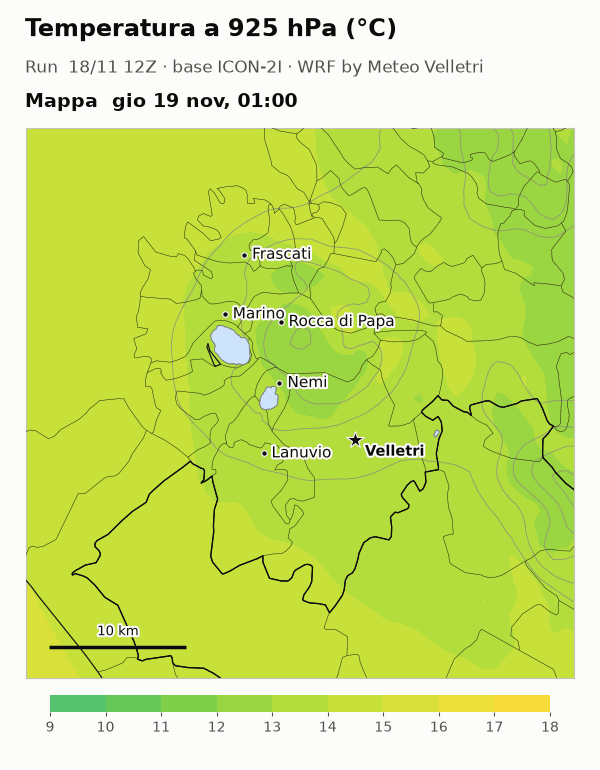 Temperatura a 925 hPa (°C)
Run  18/11 12Z · base ICON-2I · WRF by Meteo Velletri
Mappa  gio 19 nov, 01:00
Frascati
Marino
Rocca di Papa
Nemi
Velletri
Lanuvio
10 km
9 10 11 12 13 14 15 16 17 18